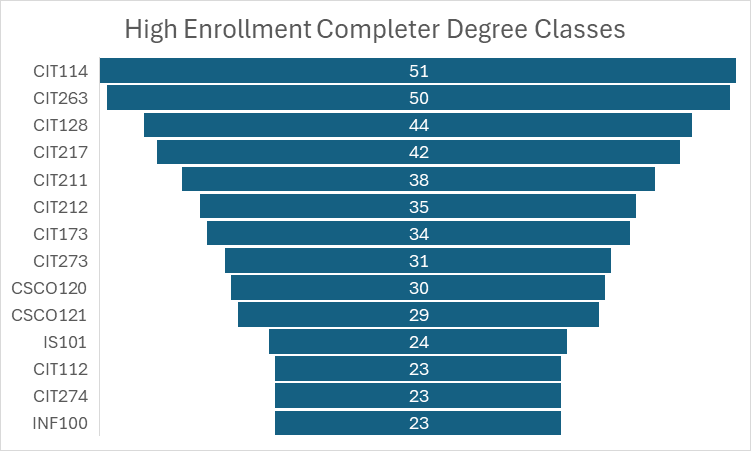 High Enrollment Completer Degree Classes
CIT114 51
CIT263 50
CIT128 44
CIT217 42
CIT211 38
CIT212 35
CIT173 34
CIT273 31
CSCO120 30
CSCO121 29
IS101 24
CIT112 23
CIT274 23
INF100 23